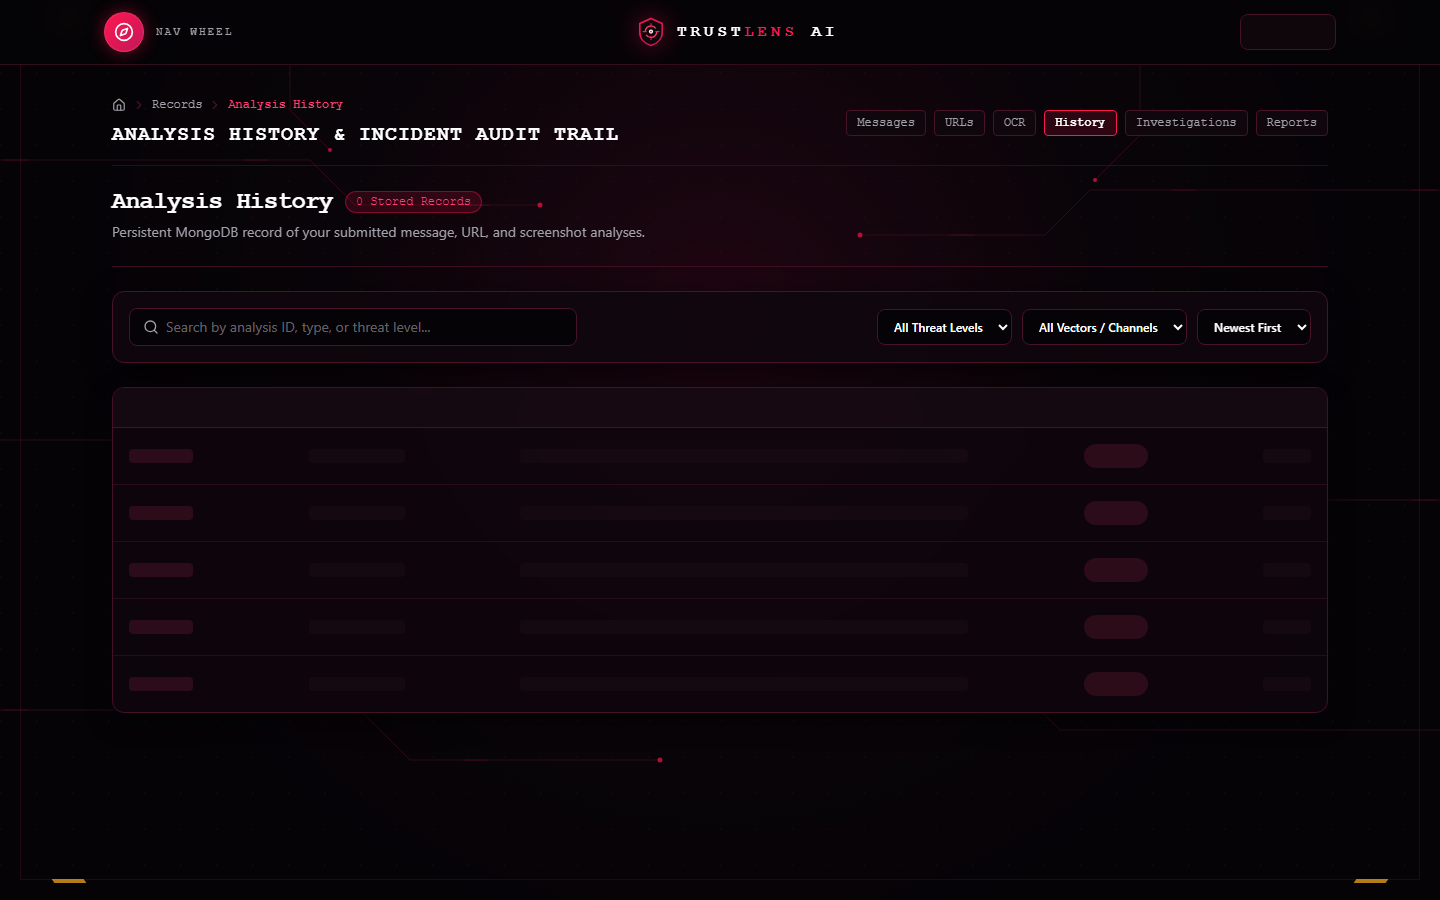 NAV WHEEL
TRUSTLENS AI
Records
Analysis History
ANALYSIS HISTORY & INCIDENT AUDIT TRAIL
Messages
URLs
OCR
History
Investigations
Reports
Analysis History
0 Stored Records
Persistent MongoDB record of your submitted message, URL, and screenshot analyses.
Search by analysis ID, type, or threat level...
All Threat Levels
All Vectors / Channels
Newest First